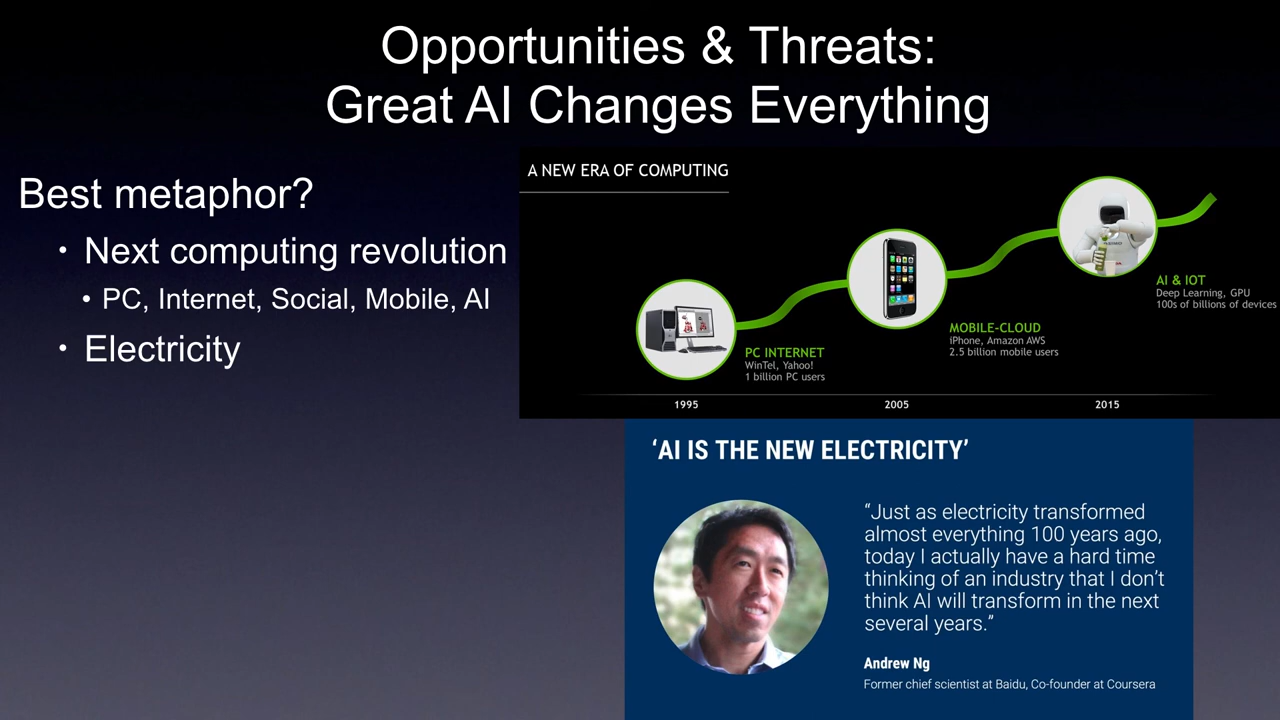 Opportunities & Threats:
Great AI Changes Everything
Best metaphor?
• Next computing revolution
• PC, Internet, Social, Mobile, AI
• Electricity
A NEW ERA OF COMPUTING
PC INTERNET
WinTel, Yahoo!
1 billion PC users
MOBILE-CLOUD
iPhone, Amazon AWS
2.5 billion mobile users
AI & IOT
Deep Learning, GPU
100s of billions of devices
1995
2005
2015
‘AI IS THE NEW ELECTRICITY’
“Just as electricity transformed
almost everything 100 years ago,
today I actually have a hard time
thinking of an industry that I don’t
think AI will transform in the next
several years.”
Andrew Ng
Former chief scientist at Baidu, Co-founder at Coursera